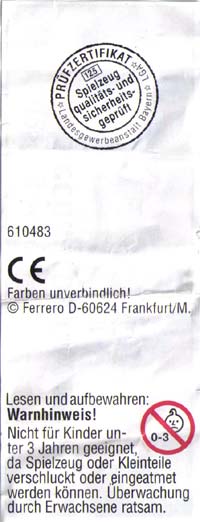 PRÜFZERTIFIKAT
LGA
Landesgewerbeanstalt Bayern
125
Spielzeug
qualitäts- und
sicherheits-
geprüft
610483
CE
Farben unverbindlich!
© Ferrero D-60624 Frankfurt/M.
Lesen und aufbewahren:
Warnhinweis!
Nicht für Kinder un-
ter 3 Jahren geeignet,
da Spielzeug oder Kleinteile
verschluckt oder eingeatmet
werden können. Überwachung
durch Erwachsene ratsam.
0-3